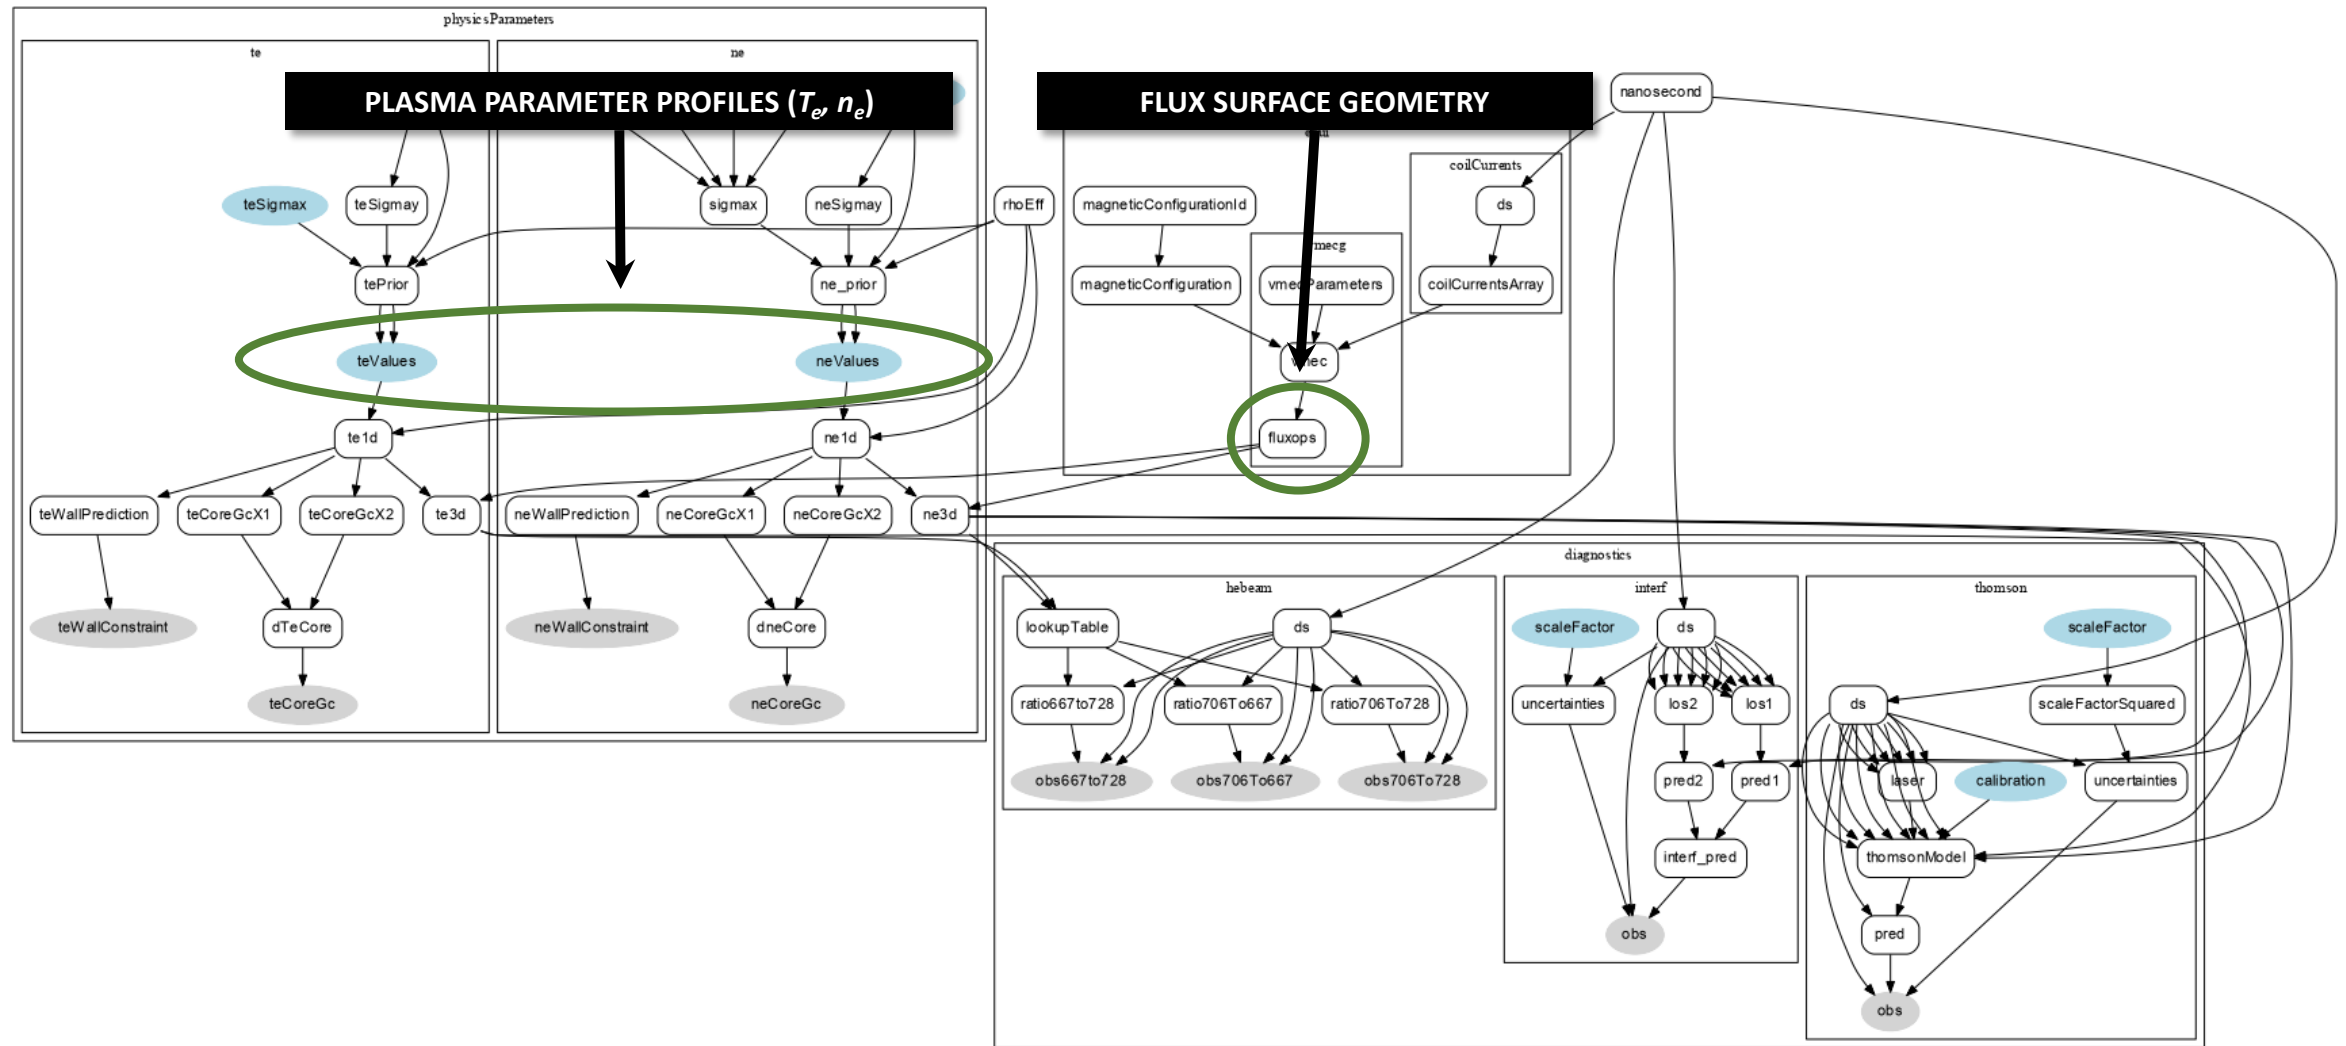 physicsParameters
te
ne
PLASMA PARAMETER PROFILES (Te, ne)
FLUX SURFACE GEOMETRY
nanosecond
coilCurrents
teSigmax
teSigmay
sigmax
neSigmay
rhoEff
magneticConfigurationId
ds
tePrior
ne_prior
magneticConfiguration
vmecParameters
coilCurrentsArray
teValues
neValues
vmec
te1d
ne1d
fluxops
teWallPrediction
teCoreGcX1
teCoreGcX2
te3d
neWallPrediction
neCoreGcX1
neCoreGcX2
ne3d
diagnostics
hebeam
interf
thomson
teWallConstraint
dTeCore
neWallConstraint
dneCore
lookupTable
ds
scaleFactor
ds
scaleFactor
teCoreGc
neCoreGc
ratio667to728
ratio706To667
ratio706To728
uncertainties
los2
los1
ds
scaleFactorSquared
obs667to728
obs706To667
obs706To728
pred2
pred1
laser
calibration
uncertainties
interf_pred
thomsonModel
obs
pred
obs